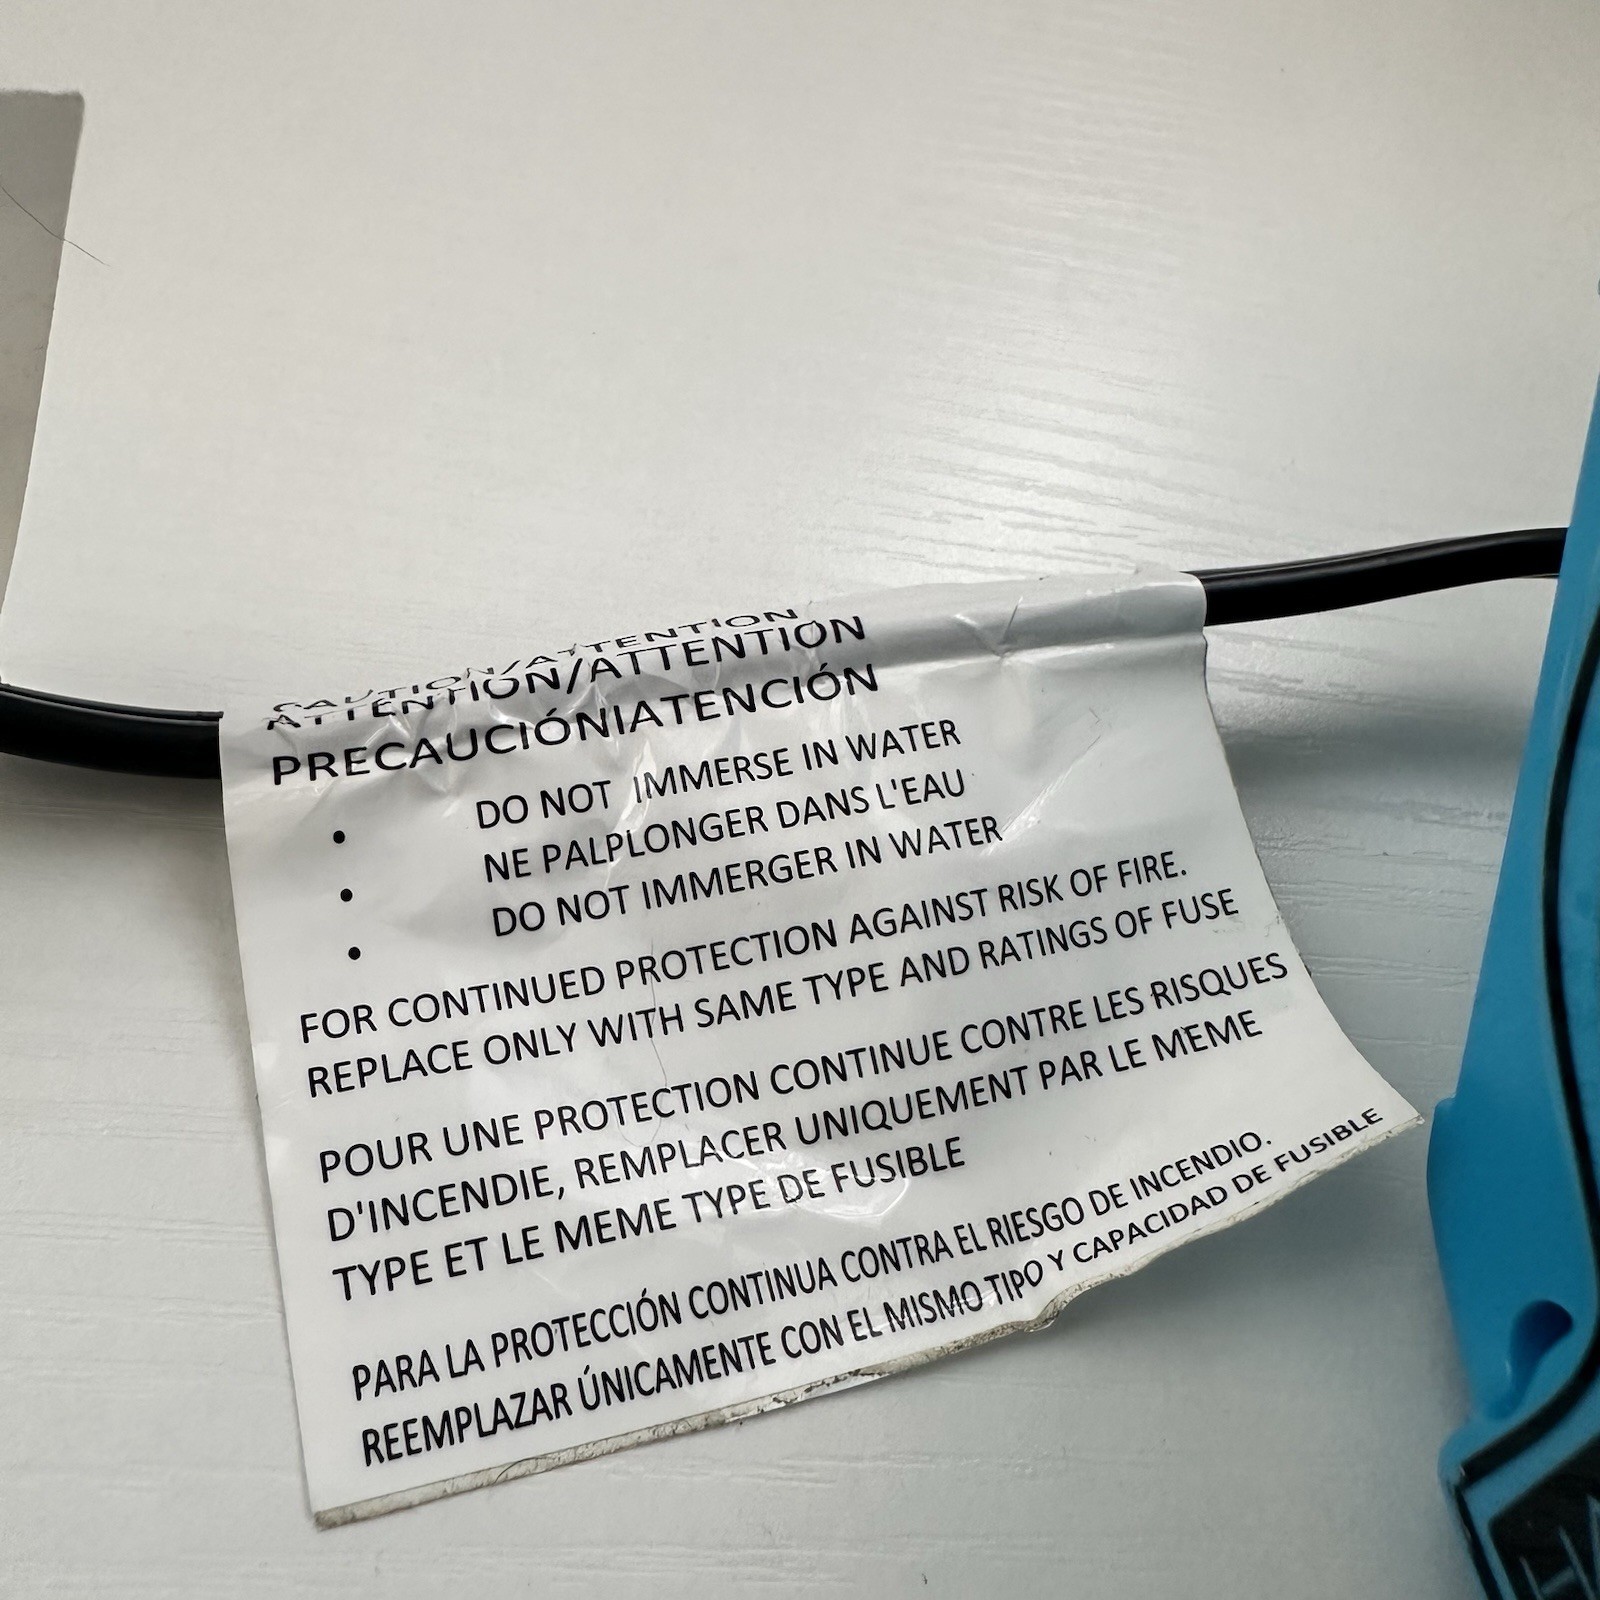 CAUTION/ATTENTION
ATTENTION/ATTENTION
PRECAUCIÓNIATENCIÓN
• DO NOT IMMERSE IN WATER
• NE PALPLONGER DANS L'EAU
• DO NOT IMMERGER IN WATER
FOR CONTINUED PROTECTION AGAINST RISK OF FIRE.
REPLACE ONLY WITH SAME TYPE AND RATINGS OF FUSE
POUR UNE PROTECTION CONTINUE CONTRE LES RISQUES
D'INCENDIE, REMPLACER UNIQUEMENT PAR LE MEME
TYPE ET LE MEME TYPE DE FUSIBLE
PARA LA PROTECCIÓN CONTINUA CONTRA EL RIESGO DE INCENDIO.
REEMPLAZAR ÚNICAMENTE CON EL MISMO TIPO Y CAPACIDAD DE FUSIBLE